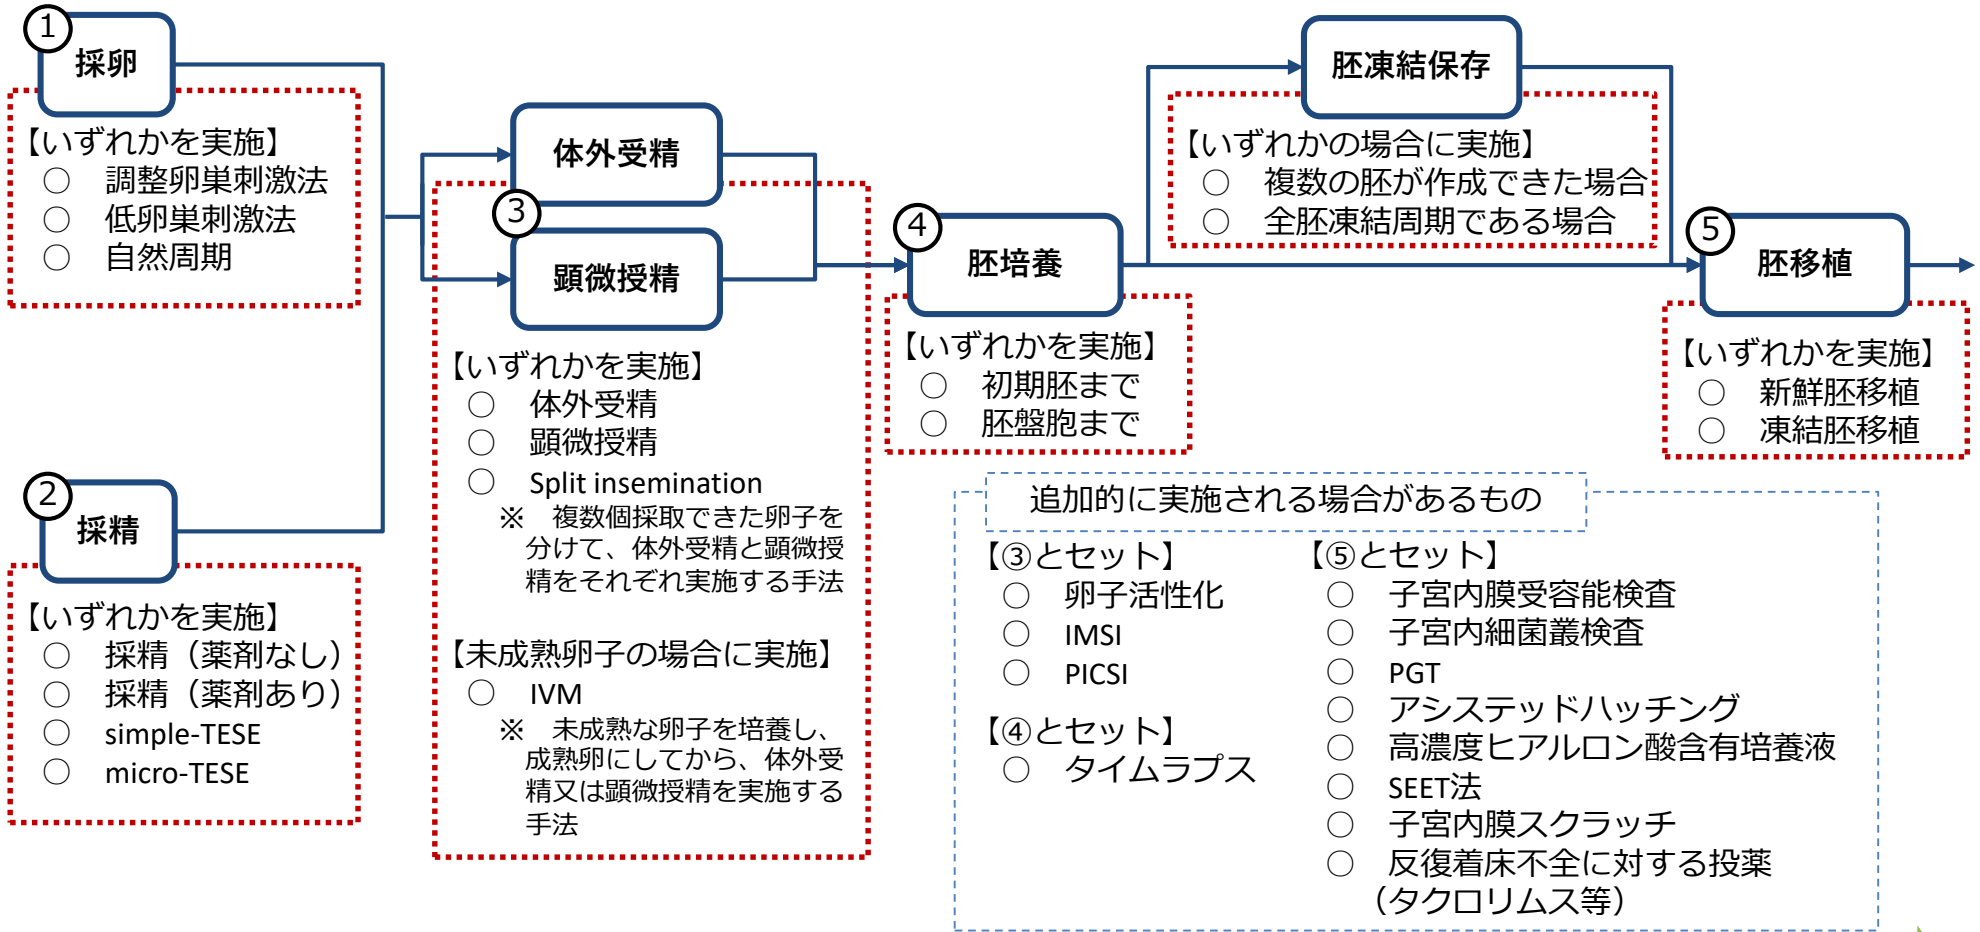 ①
採卵
【いずれかを実施】
○ 調整卵巣刺激法
○ 低卵巣刺激法
○ 自然周期
②
採精
【いずれかを実施】
○ 採精（薬剤なし）
○ 採精（薬剤あり）
○ simple-TESE
○ micro-TESE
体外受精
③
顕微授精
【いずれかを実施】
○ 体外受精
○ 顕微授精
○ Split insemination
※ 複数個採取できた卵子を
分けて、体外受精と顕微授
精をそれぞれ実施する手法
【未成熟卵子の場合に実施】
○ IVM
※ 未成熟な卵子を培養し、
成熟卵にしてから、体外受
精又は顕微授精を実施する
手法
④
胚培養
【いずれかを実施】
○ 初期胚まで
○ 胚盤胞まで
胚凍結保存
【いずれかの場合に実施】
○ 複数の胚が作成できた場合
○ 全胚凍結周期である場合
⑤
胚移植
【いずれかを実施】
○ 新鮮胚移植
○ 凍結胚移植
追加的に実施される場合があるもの
【③とセット】
○ 卵子活性化
○ IMSI
○ PICSI
【④とセット】
○ タイムラプス
【⑤とセット】
○ 子宮内膜受容能検査
○ 子宮内細菌叢検査
○ PGT
○ アシステッドハッチング
○ 高濃度ヒアルロン酸含有培養液
○ SEET法
○ 子宮内膜スクラッチ
○ 反復着床不全に対する投薬
（タクロリムス等）